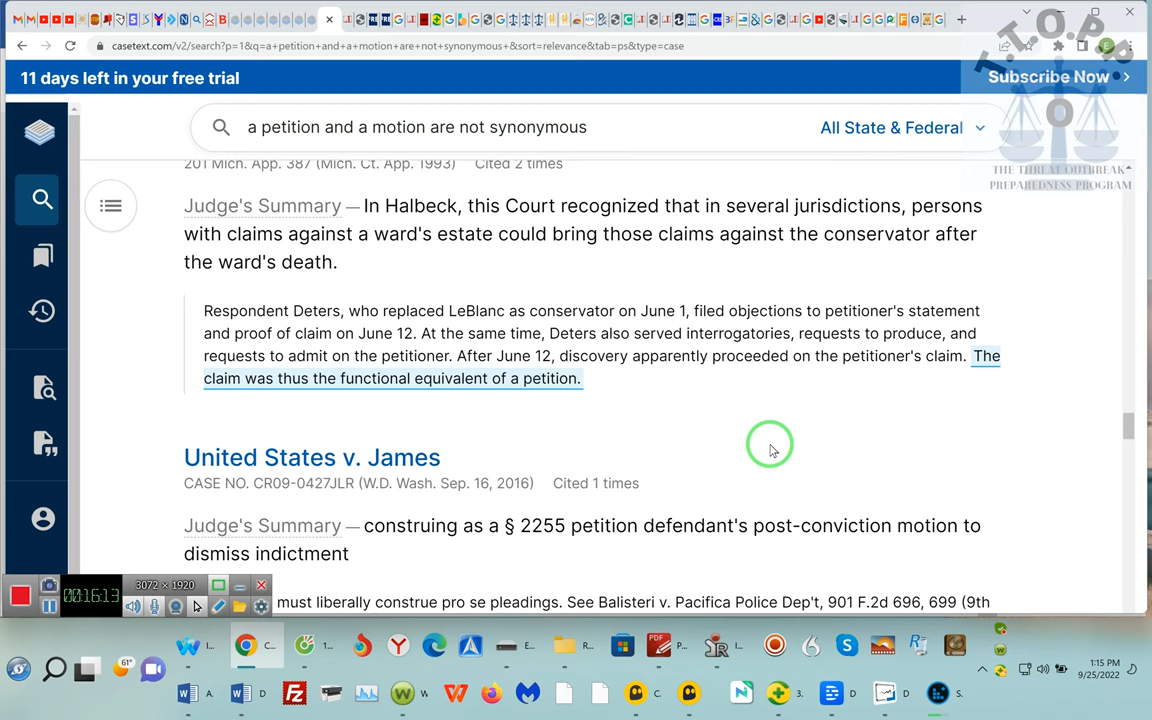 casetext.com/v2/search?p=1&q=a+petition+and+a+motion+are+not+synonymous+&sort=relevance&tab=ps&type=case
11 days left in your free trial
Subscribe Now >
T.T.O.P.P.
O
THE THREAT OUTBREAK
PREPAREDNESS PROGRAM
a petition and a motion are not synonymous
All State & Federal
201 Mich. App. 387 (Mich. Ct. App. 1993) Cited 2 times
Judge's Summary — In Halbeck, this Court recognized that in several jurisdictions, persons
with claims against a ward's estate could bring those claims against the conservator after
the ward's death.
Respondent Deters, who replaced LeBlanc as conservator on June 1, filed objections to petitioner's statement
and proof of claim on June 12. At the same time, Deters also served interrogatories, requests to produce, and
requests to admit on the petitioner. After June 12, discovery apparently proceeded on the petitioner's claim. The
claim was thus the functional equivalent of a petition.
United States v. James
CASE NO. CR09-0427JLR (W.D. Wash. Sep. 16, 2016) Cited 1 times
Judge's Summary — construing as a § 2255 petition defendant's post-conviction motion to
dismiss indictment
3072 × 1920
00:16:13
must liberally construe pro se pleadings. See Balisteri v. Pacifica Police Dep't, 901 F.2d 696, 699 (9th
I... C... 1... E... R... P... I...
61°
1:15 PM
9/25/2022
A. D W C. 3. D D S.